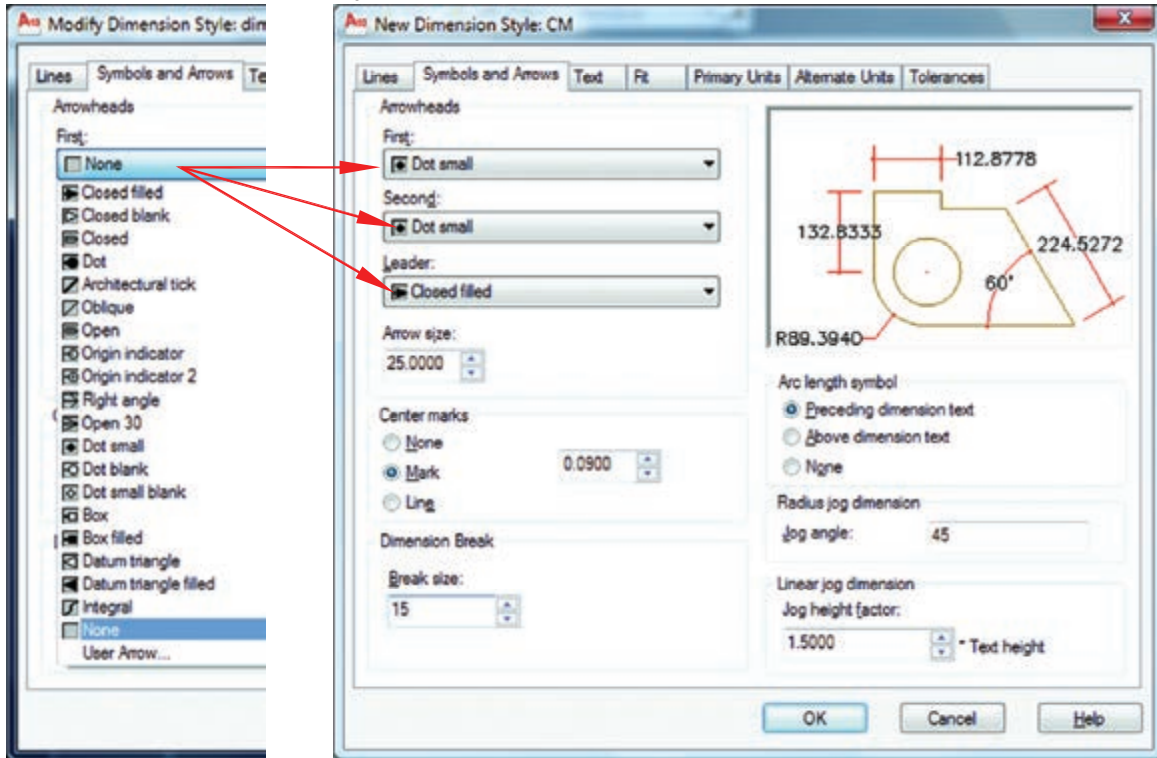 Modify Dimension Style: dim
Lines Symbols and Arrows Te
Arrowheads
First:
None
Closed filled
Closed blank
Closed
Dot
Architectural tick
Oblique
Open
Origin indicator
Origin indicator 2
Right angle
Open 30
Dot small
Dot blank
Dot small blank
Box
Box filled
Datum triangle
Datum triangle filled
Integral
None
User Arrow...
New Dimension Style: CM
Lines Symbols and Arrows Text Fit Primary Units Alternate Units Tolerances
Arrowheads
First:
Dot small
Second:
Dot small
Leader:
Closed filled
Arrow size:
25.0000
Center marks
None
Mark 0.0900
Line
Dimension Break
Break size:
15
112.8778
132.8333
224.5272
60°
R89.3940
Arc length symbol
Preceding dimension text
Above dimension text
None
Radius jog dimension
Jog angle: 45
Linear jog dimension
Jog height factor:
1.5000 * Text height
OK Cancel Help